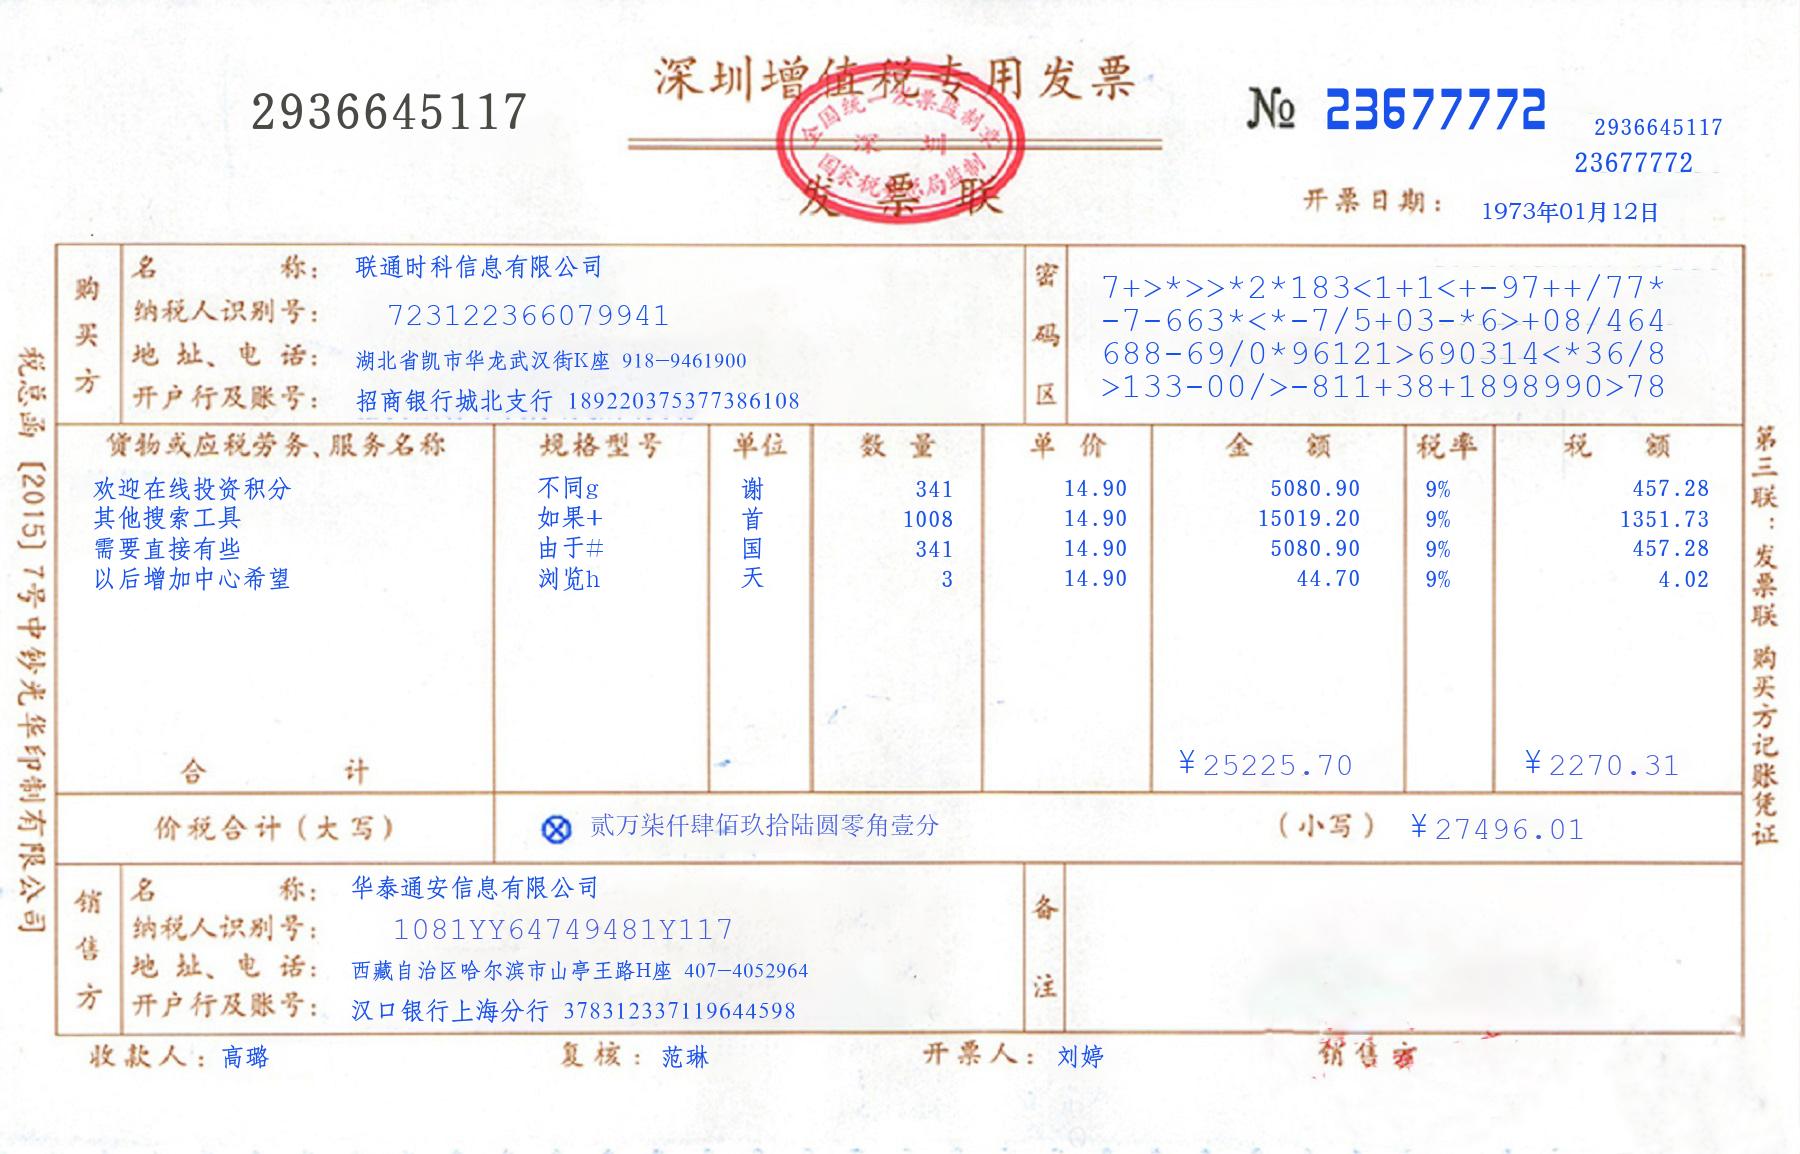 深圳增值税专用发票
2936645117
№ 23677772
2936645117
23677772
全国统一发票监制章
深 圳
发 票 联
开票日期： 1973年01月12日
购买方
名 称： 联通时科信息有限公司
纳税人识别号： 723122366079941
地 址、电 话： 湖北省凯市华龙武汉街K座 918-9461900
开户行及账号： 招商银行城北支行 189220375377386108
密码区
7+>*>>*2*183<1+1<+-97++/77*
-7-663*<*-7/5+03-*6>+08/464
688-69/0*96121>690314<*36/8
>133-00/>-811+38+1898990>78
货物或应税劳务、服务名称 规格型号 单位 数 量 单 价 金 额 税率 税 额
欢迎在线投资积分 不同g 谢 341 14.90 5080.90 9% 457.28
其他搜索工具 如果+ 首 1008 14.90 15019.20 9% 1351.73
需要直接有些 由于# 国 341 14.90 5080.90 9% 457.28
以后增加中心希望 浏览h 天 3 14.90 44.70 9% 4.02
合 计 ¥25225.70 ¥2270.31
价税合计（大写） ⊗ 贰万柒仟肆佰玖拾陆圆零角壹分 （小写） ¥27496.01
销售方
名 称： 华泰通安信息有限公司
纳税人识别号： 1081YY64749481Y117
地 址、电 话： 西藏自治区哈尔滨市山亭王路H座 407-4052964
开户行及账号： 汉口银行上海分行 378312337119644598
备注
收款人： 高璐 复核： 范琳 开票人： 刘婷 销售
税总函［2015］7号中钞光华印制有限公司
第三联：发票联 购买方记账凭证